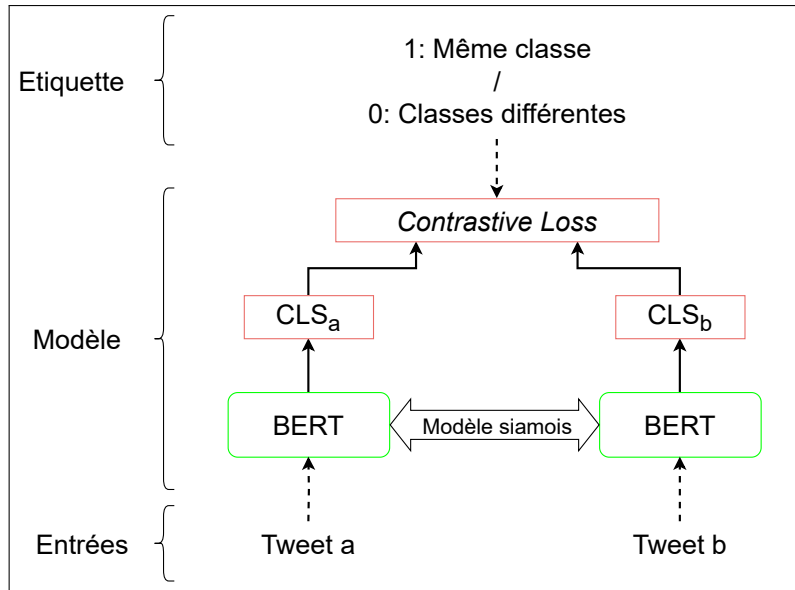 Etiquette
1: Même classe
/
0: Classes différentes
Modèle
Contrastive Loss
CLSa
CLSb
BERT
Modèle siamois
BERT
Entrées
Tweet a
Tweet b